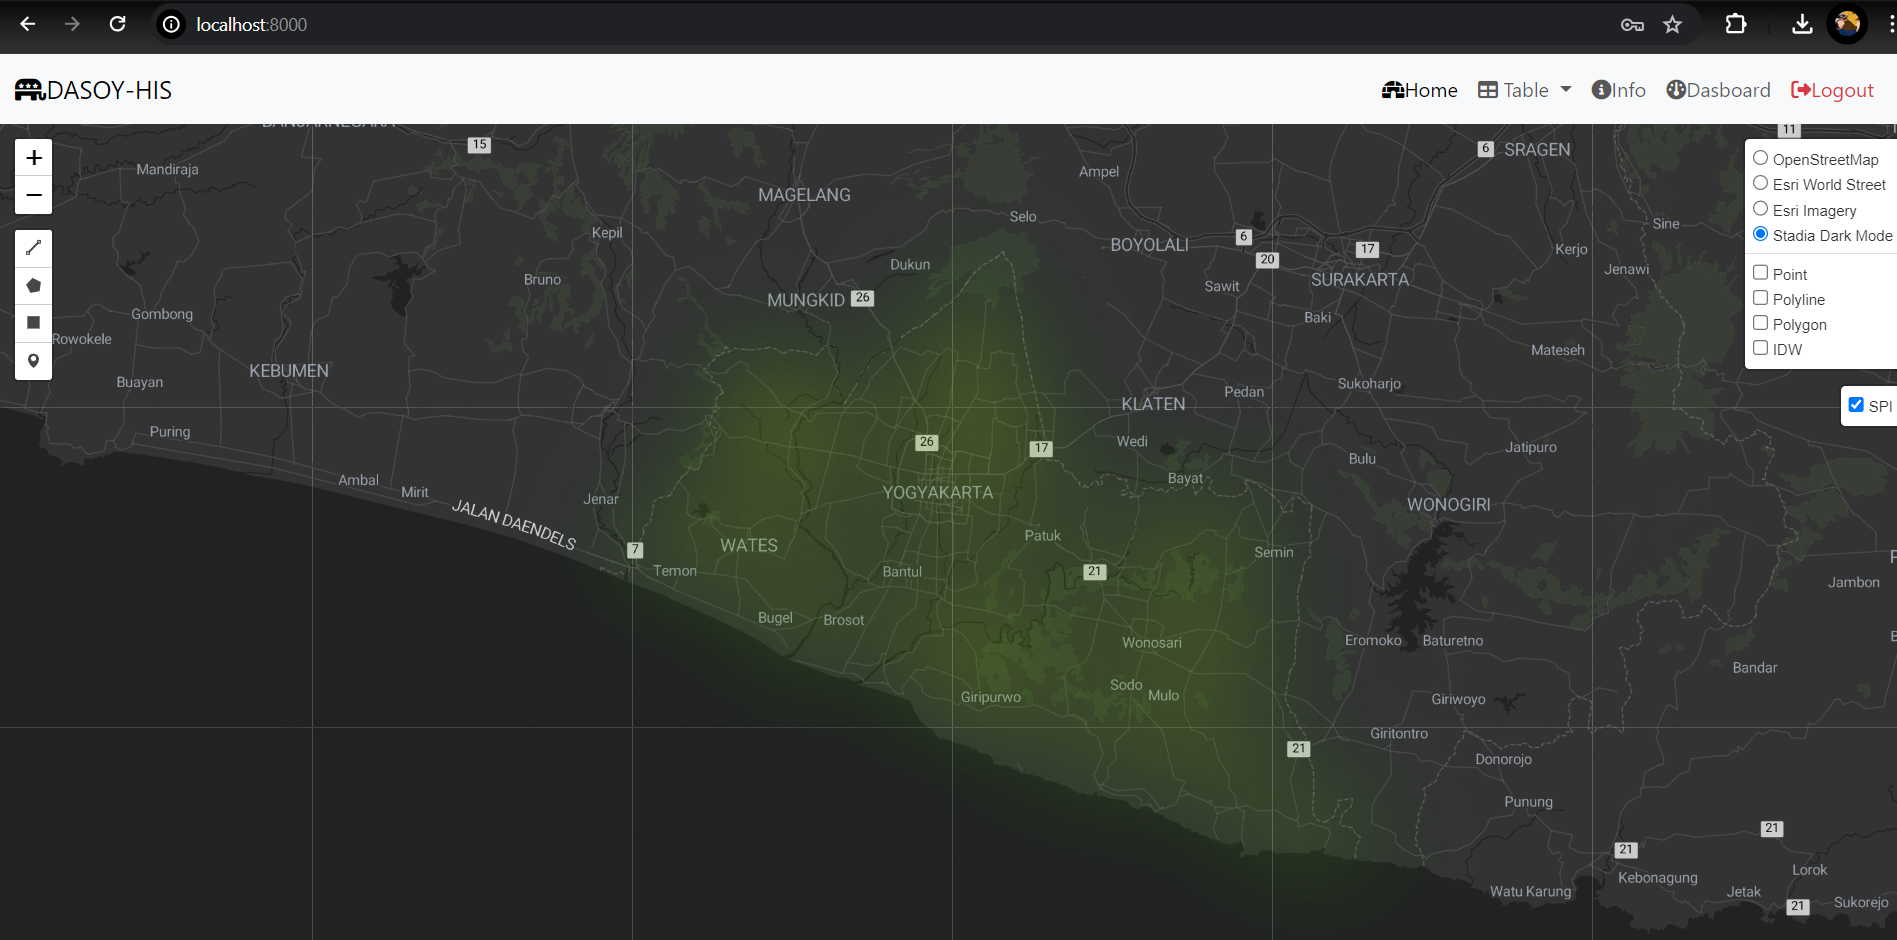 localhost:8000
DASOY-HIS
Home
Table
Info
Dasboard
Logout
BANJARNEGARA
15
Mandiraja
MAGELANG
Ampel
6
SRAGEN
11
+
−
OpenStreetMap
Esri World Street
Esri Imagery
Stadia Dark Mode
Point
Polyline
Polygon
IDW
SPI
Kepil
Selo
BOYOLALI
6
20
17
Sine
Kerjo
Jenawi
Dukun
Bruno
MUNGKID
26
Sawit
SURAKARTA
Gombong
Baki
Rowokele
Mateseh
KEBUMEN
Buayan
Sukoharjo
Pedan
KLATEN
Puring
26
17
Wedi
Jatipuro
Bulu
Ambal
Mirit
Jenar
YOGYAKARTA
Bayat
WONOGIRI
JALAN DAENDELS
7
WATES
Patuk
Semin
Temon
Bantul
21
Jambon
Bugel
Brosot
Wonosari
Eromoko
Baturetno
Bandar
Giripurwo
Sodo
Mulo
Giriwoyo
21
Giritontro
Donorojo
Punung
21
21
Lorok
Kebonagung
Watu Karung
Jetak
21
Sukorejo